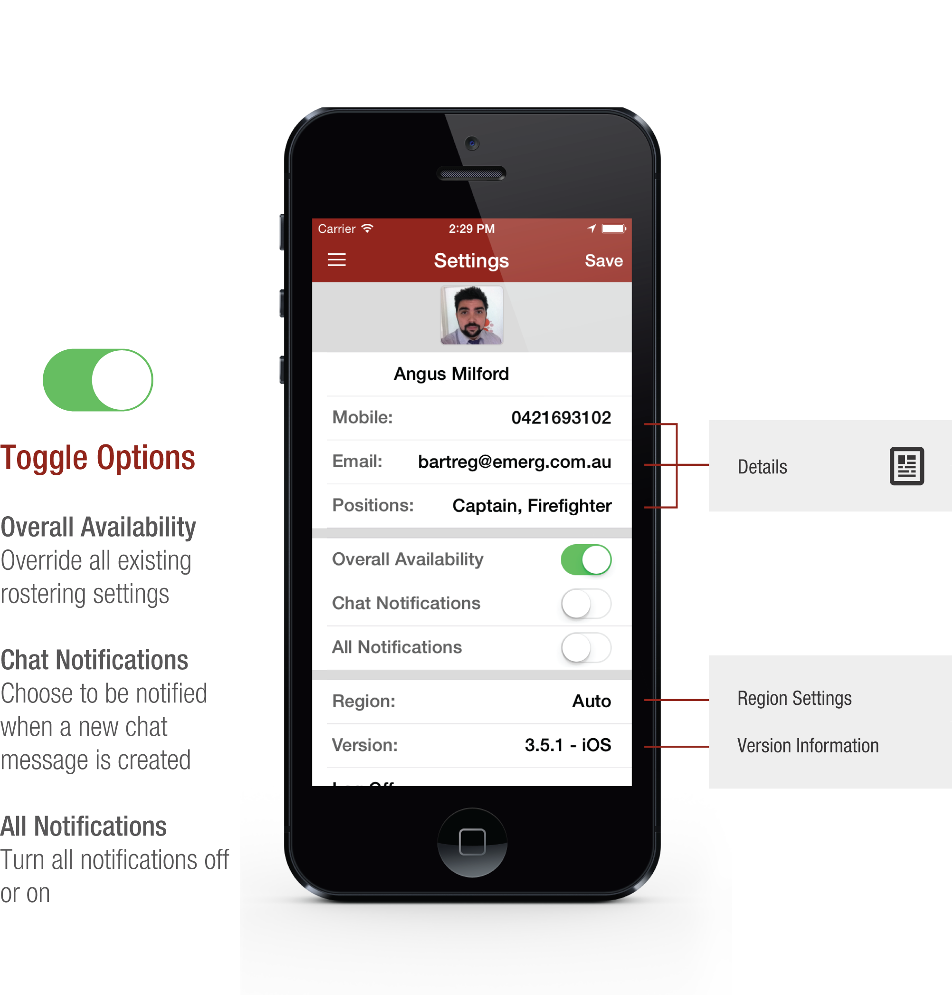 Carrier 2:29 PM
Settings Save
Angus Milford
Mobile: 0421693102
Email: bartreg@emerg.com.au
Positions: Captain, Firefighter
Overall Availability
Chat Notifications
All Notifications
Region: Auto
Version: 3.5.1 - iOS
Log Off
Toggle Options
Overall Availability
Override all existing
rostering settings
Chat Notifications
Choose to be notified
when a new chat
message is created
All Notifications
Turn all notifications off
or on
Details
Region Settings
Version Information